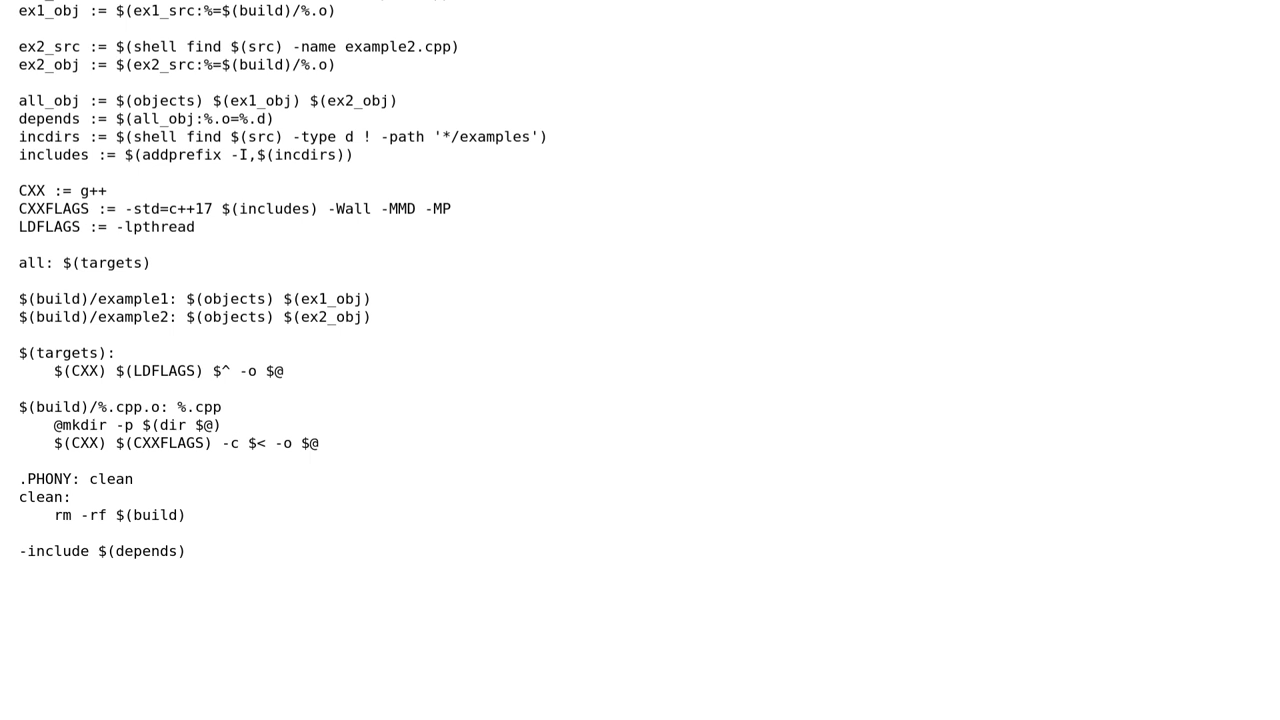 ex1_obj := $(ex1_src:%=$(build)/%.o)
ex2_src := $(shell find $(src) -name example2.cpp)
ex2_obj := $(ex2_src:%=$(build)/%.o)
all_obj := $(objects) $(ex1_obj) $(ex2_obj)
depends := $(all_obj:%.o=%.d)
incdirs := $(shell find $(src) -type d ! -path '*/examples')
includes := $(addprefix -I,$(incdirs))
CXX := g++
CXXFLAGS := -std=c++17 $(includes) -Wall -MMD -MP
LDFLAGS := -lpthread
all: $(targets)
$(build)/example1: $(objects) $(ex1_obj)
$(build)/example2: $(objects) $(ex2_obj)
$(targets):
    $(CXX) $(LDFLAGS) $^ -o $@
$(build)/%.cpp.o: %.cpp
    @mkdir -p $(dir $@)
    $(CXX) $(CXXFLAGS) -c $< -o $@
.PHONY: clean
clean:
    rm -rf $(build)
-include $(depends)